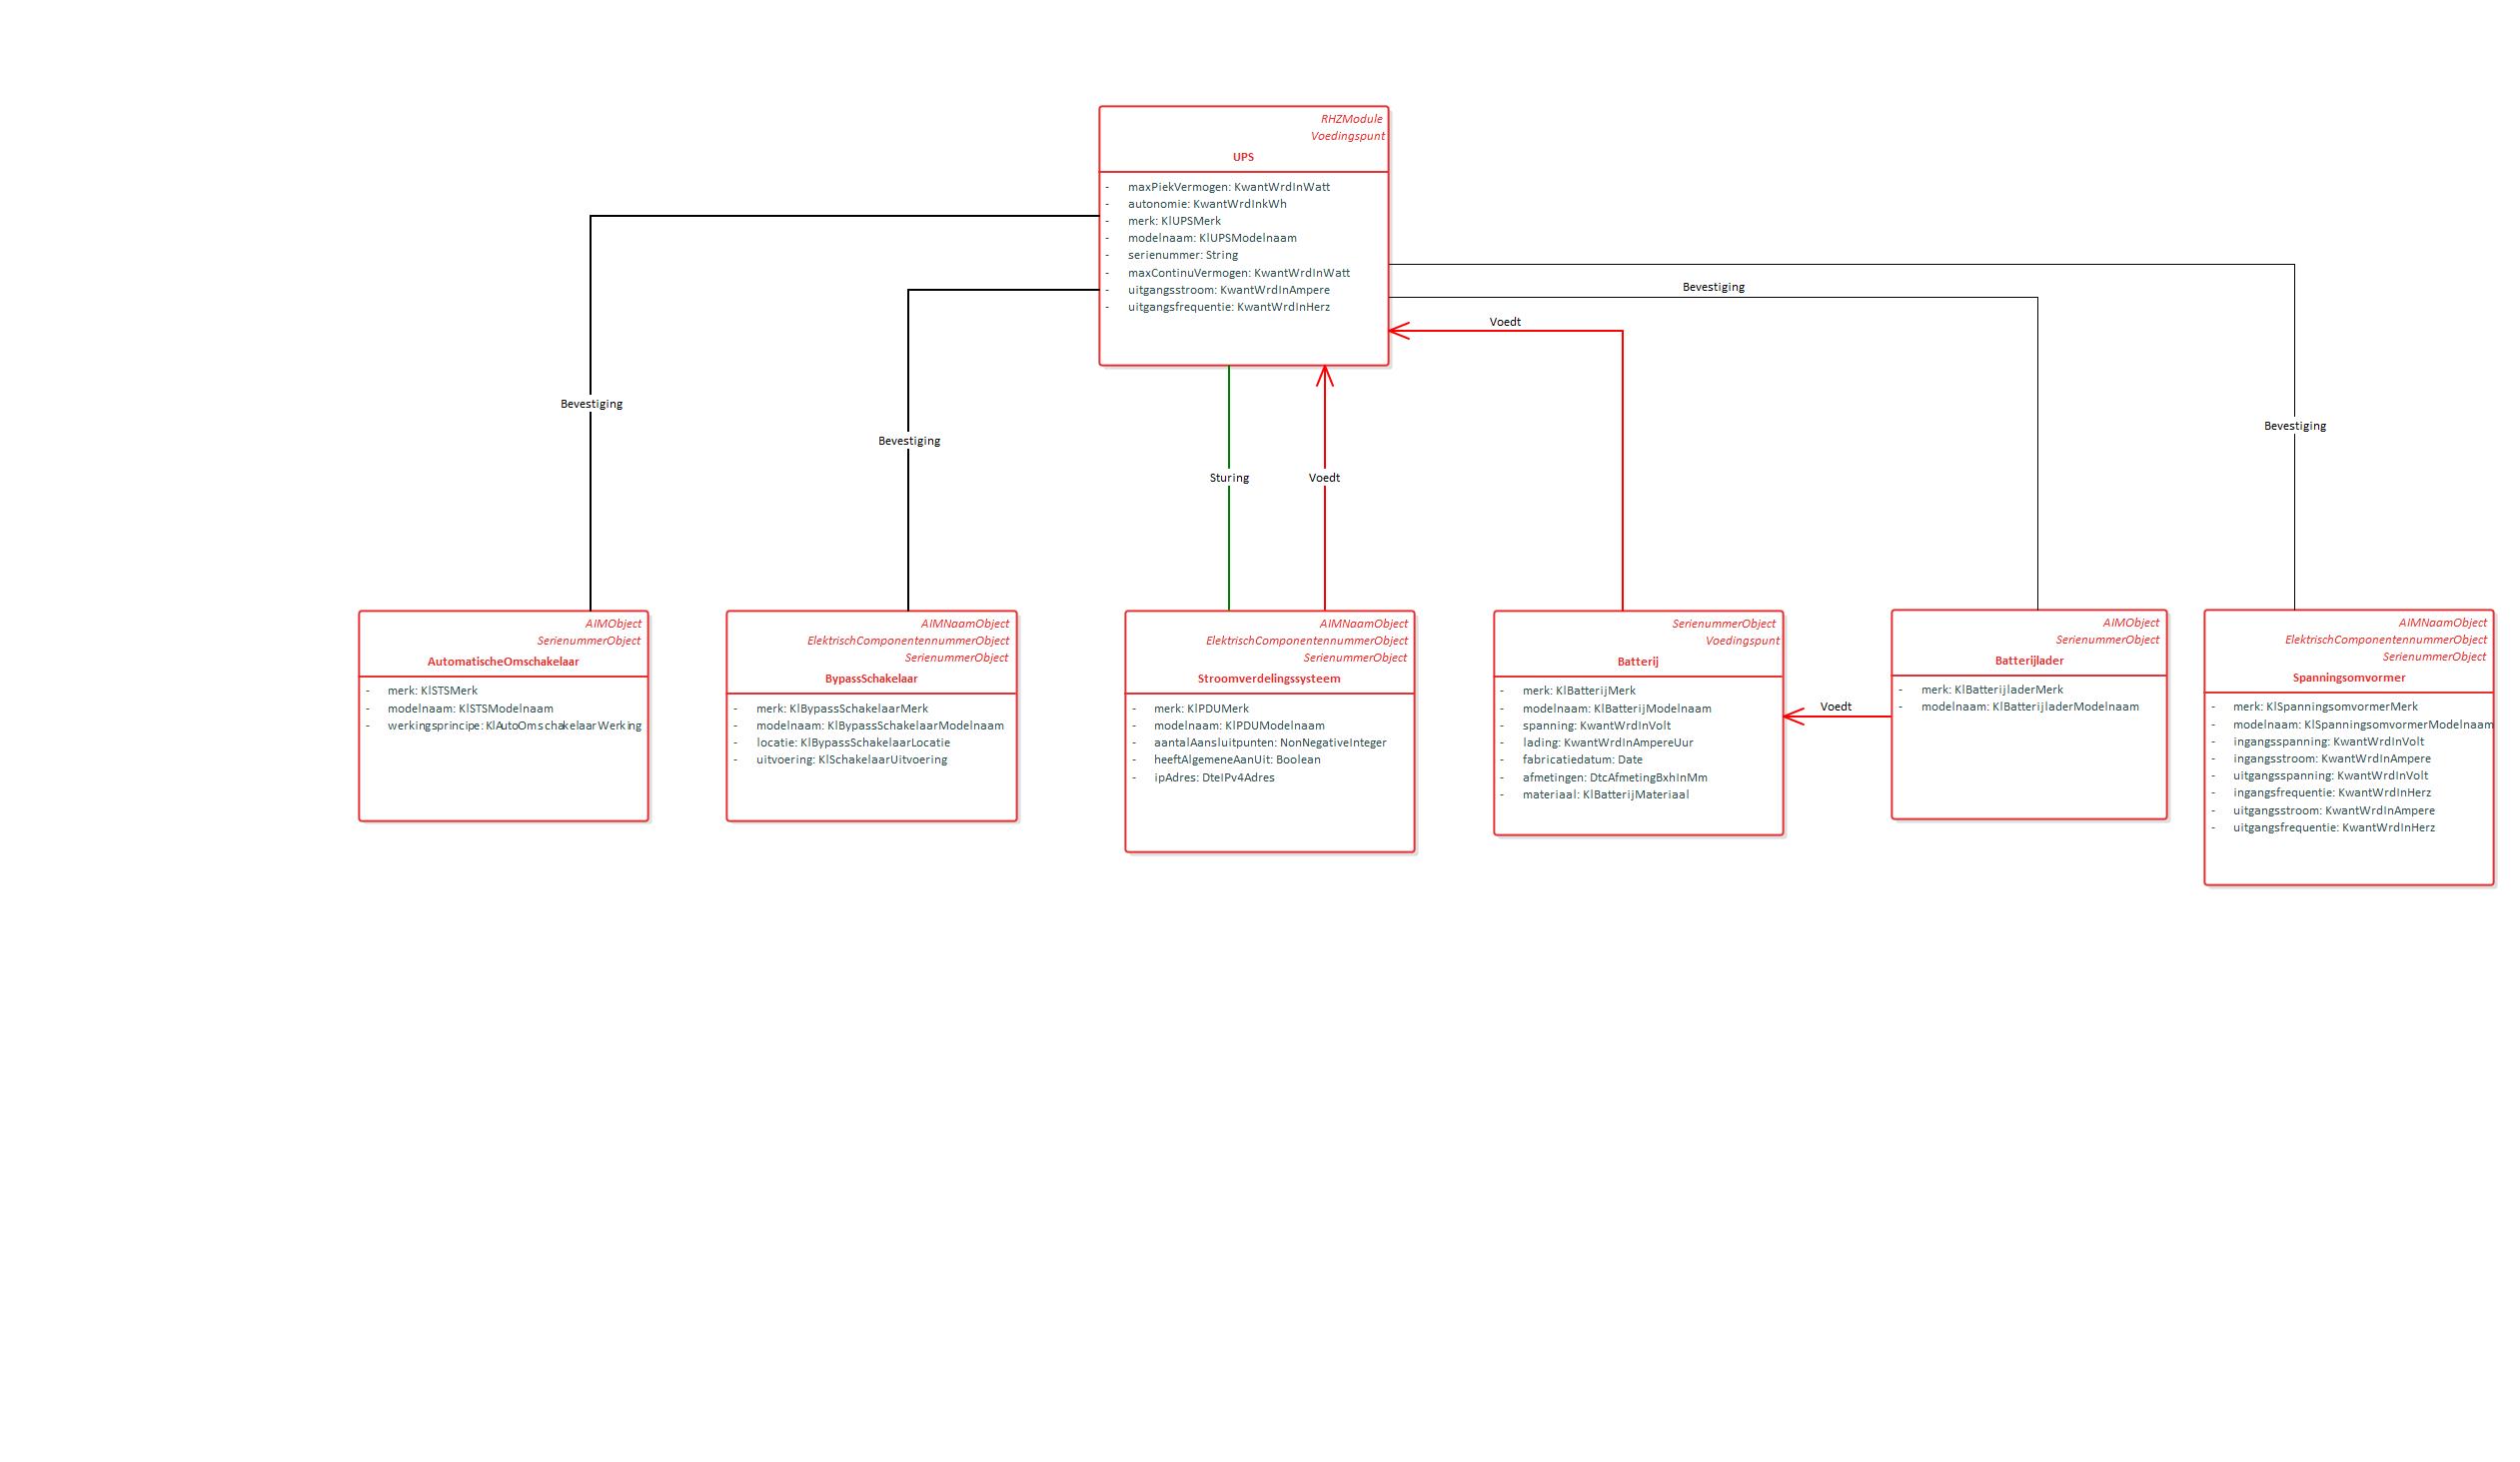 RHZModule
Voedingspunt
UPS
- maxPiekVermogen: KwantWrdInWatt
- autonomie: KwantWrdInkWh
- merk: KlUPSMerk
- modelnaam: KlUPSModelnaam
- serienummer: String
- maxContinuVermogen: KwantWrdInWatt
- uitgangsstroom: KwantWrdInAmpere
- uitgangsfrequentie: KwantWrdInHerz
Bevestiging
Voedt
Bevestiging
Bevestiging
Bevestiging
Sturing
Voedt
AIMObject
SerienummerObject
AutomatischeOmschakelaar
- merk: KlSTSMerk
- modelnaam: KlSTSModelnaam
- werkingsprincipe: KlAutoOmschakelaarWerking
AIMNaamObject
ElektrischComponentennummerObject
SerienummerObject
BypassSchakelaar
- merk: KlBypassSchakelaarMerk
- modelnaam: KlBypassSchakelaarModelnaam
- locatie: KlBypassSchakelaarLocatie
- uitvoering: KlSchakelaarUitvoering
AIMNaamObject
ElektrischComponentennummerObject
SerienummerObject
Stroomverdelingssysteem
- merk: KlPDUMerk
- modelnaam: KlPDUModelnaam
- aantalAansluitpunten: NonNegativeInteger
- heeftAlgemeneAanUit: Boolean
- ipAdres: DteIPv4Adres
SerienummerObject
Voedingspunt
Batterij
- merk: KlBatterijMerk
- modelnaam: KlBatterijModelnaam
- spanning: KwantWrdInVolt
- lading: KwantWrdInAmpereUur
- fabricatiedatum: Date
- afmetingen: DtcAfmetingBxhInMm
- materiaal: KlBatterijMateriaal
Voedt
AIMObject
SerienummerObject
Batterijlader
- merk: KlBatterijladerMerk
- modelnaam: KlBatterijladerModelnaam
AIMNaamObject
ElektrischComponentennummerObject
SerienummerObject
Spanningsomvormer
- merk: KlSpanningsomvormerMerk
- modelnaam: KlSpanningsomvormerModelnaam
- ingangsspanning: KwantWrdInVolt
- ingangsstroom: KwantWrdInAmpere
- uitgangsspanning: KwantWrdInVolt
- ingangsfrequentie: KwantWrdInHerz
- uitgangsstroom: KwantWrdInAmpere
- uitgangsfrequentie: KwantWrdInHerz